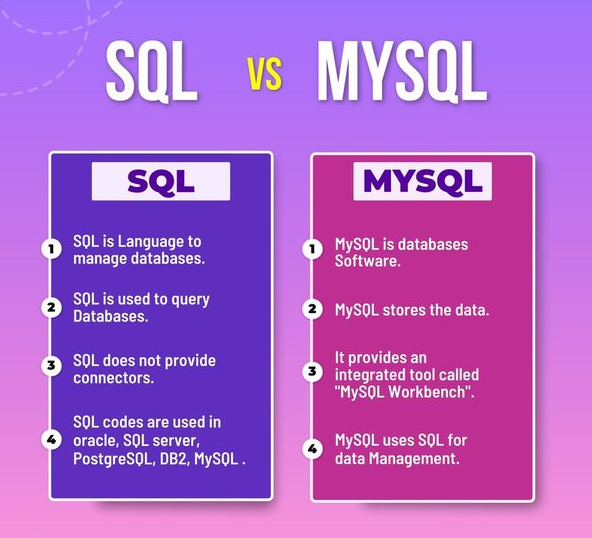 SQL VS MYSQL
SQL
1 SQL is Language to
manage databases.
2 SQL is used to query
Databases.
3 SQL does not provide
connectors.
4 SQL codes are used in
oracle, SQL server,
PostgreSQL, DB2, MySQL .
MYSQL
1 MySQL is databases
Software.
2 MySQL stores the data.
3 It provides an
integrated tool called
"MySQL Workbench".
4 MySQL uses SQL for
data Management.